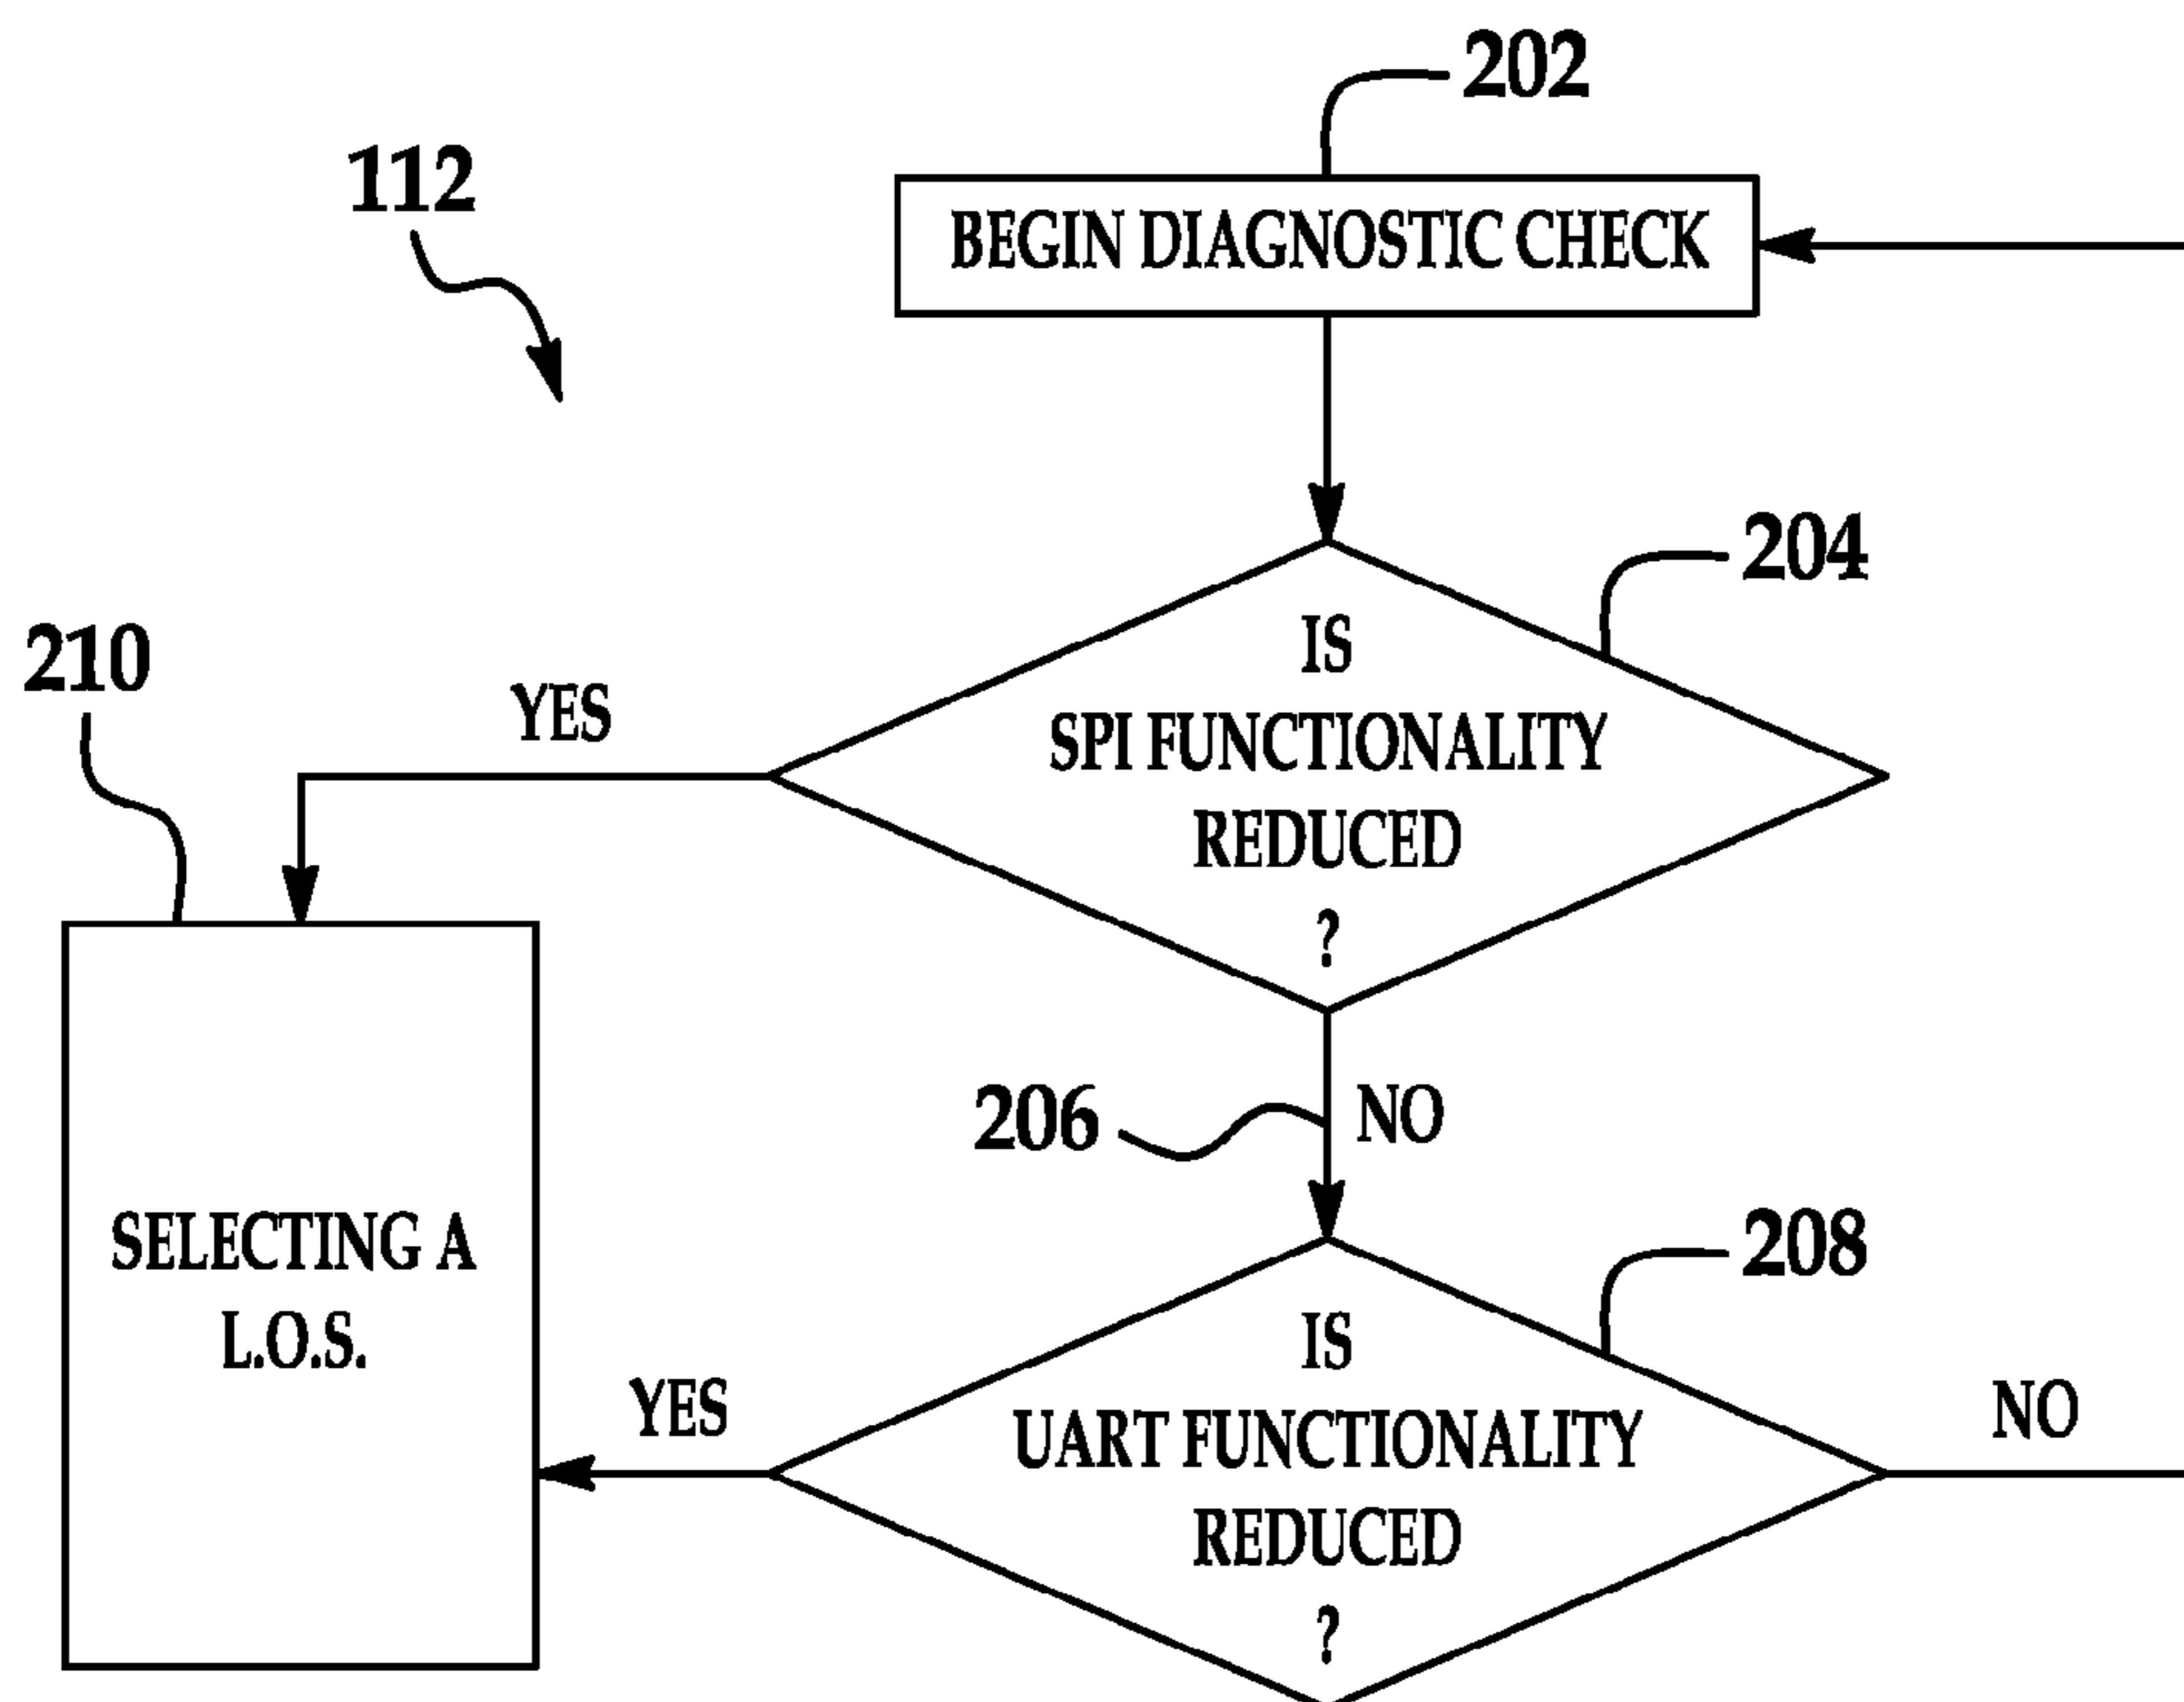 202
112
BEGIN DIAGNOSTIC CHECK
204
210
YES
IS
SPI FUNCTIONALITY
REDUCED
?
206
NO
208
SELECTING A
L.O.S.
YES
IS
UART FUNCTIONALITY
REDUCED
?
NO